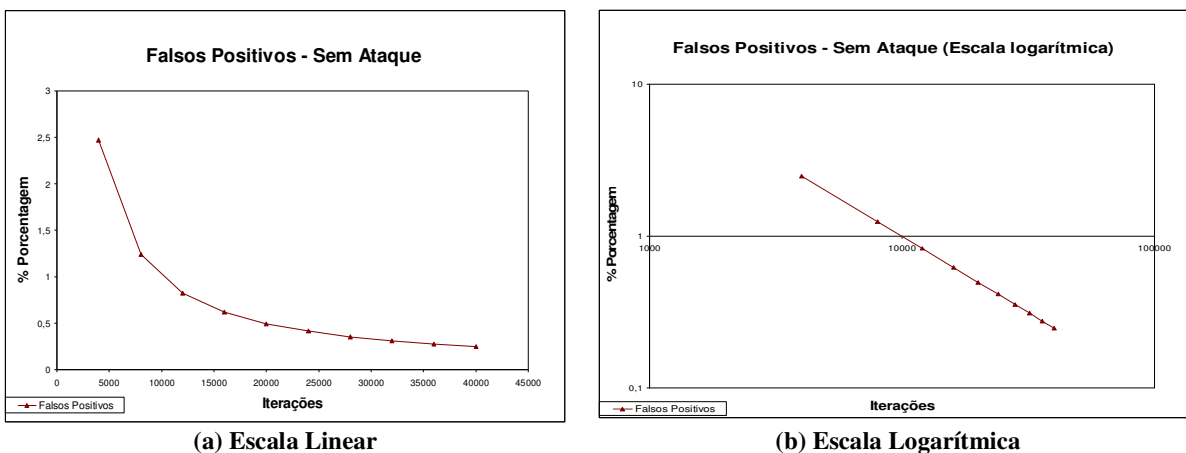 Falsos Positivos - Sem Ataque
% Porcentagem
3
2,5
2
1,5
1
0,5
0
0 5000 10000 15000 20000 25000 30000 35000 40000 45000
Iterações
Falsos Positivos
(a) Escala Linear
Falsos Positivos - Sem Ataque (Escala logarítmica)
% Porcentagem
10
1
0,1
1000 10000 100000
Iterações
Falsos Positivos
(b) Escala Logarítmica